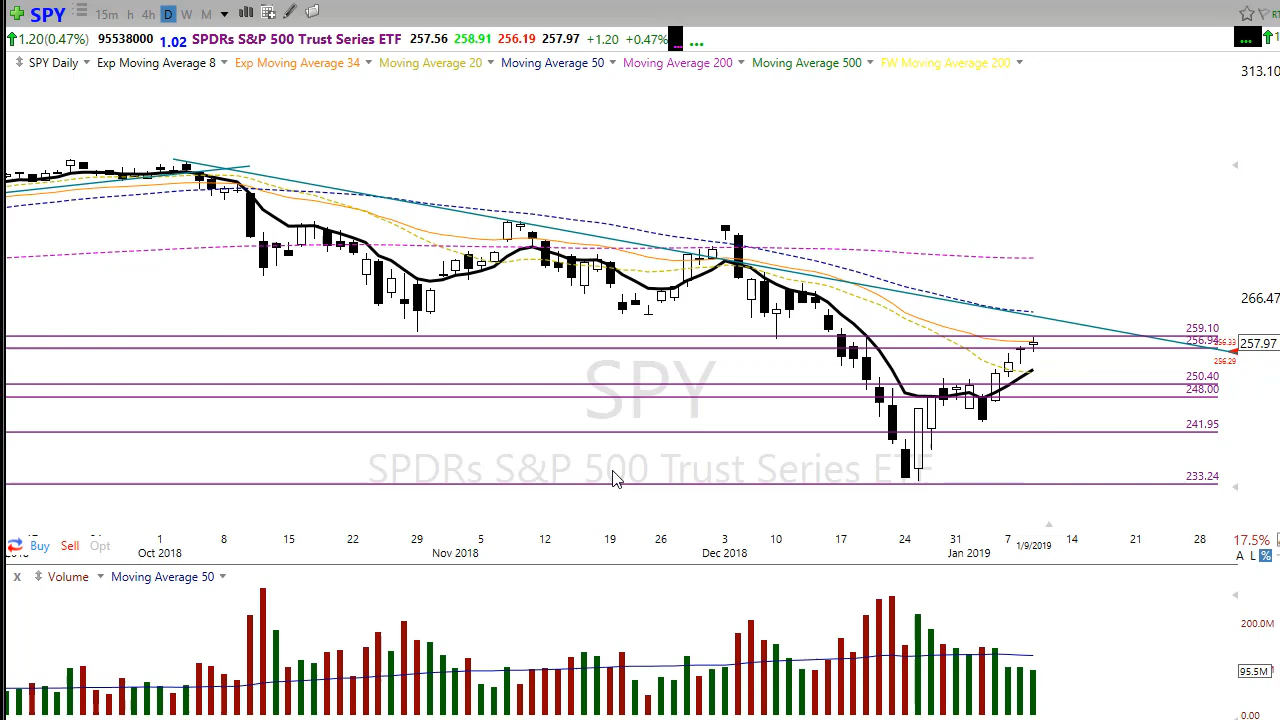 SPY 15m h 4h D W M
1.20(0.47%) 95538000 1.02 SPDRs S&P 500 Trust Series ETF 257.56 258.91 256.19 257.97 +1.20 +0.47%
SPY Daily Exp Moving Average 8 Exp Moving Average 34 Moving Average 20 Moving Average 50 Moving Average 200 Moving Average 500 FW Moving Average 200
313.10
266.47
259.10
256.94 256.33
257.97
256.29
250.40
248.00
SPY
241.95
SPDRs S&P 500 Trust Series ETF
233.24
1 8 15 22 29 5 12 19 26 3 10 17 24 31 7 14 21 28
Buy Sell Opt
Oct 2018 Nov 2018 Dec 2018 Jan 2019 1/9/2019
17.5%
A L %
x Volume Moving Average 50
200.0M
95.5M
0.00